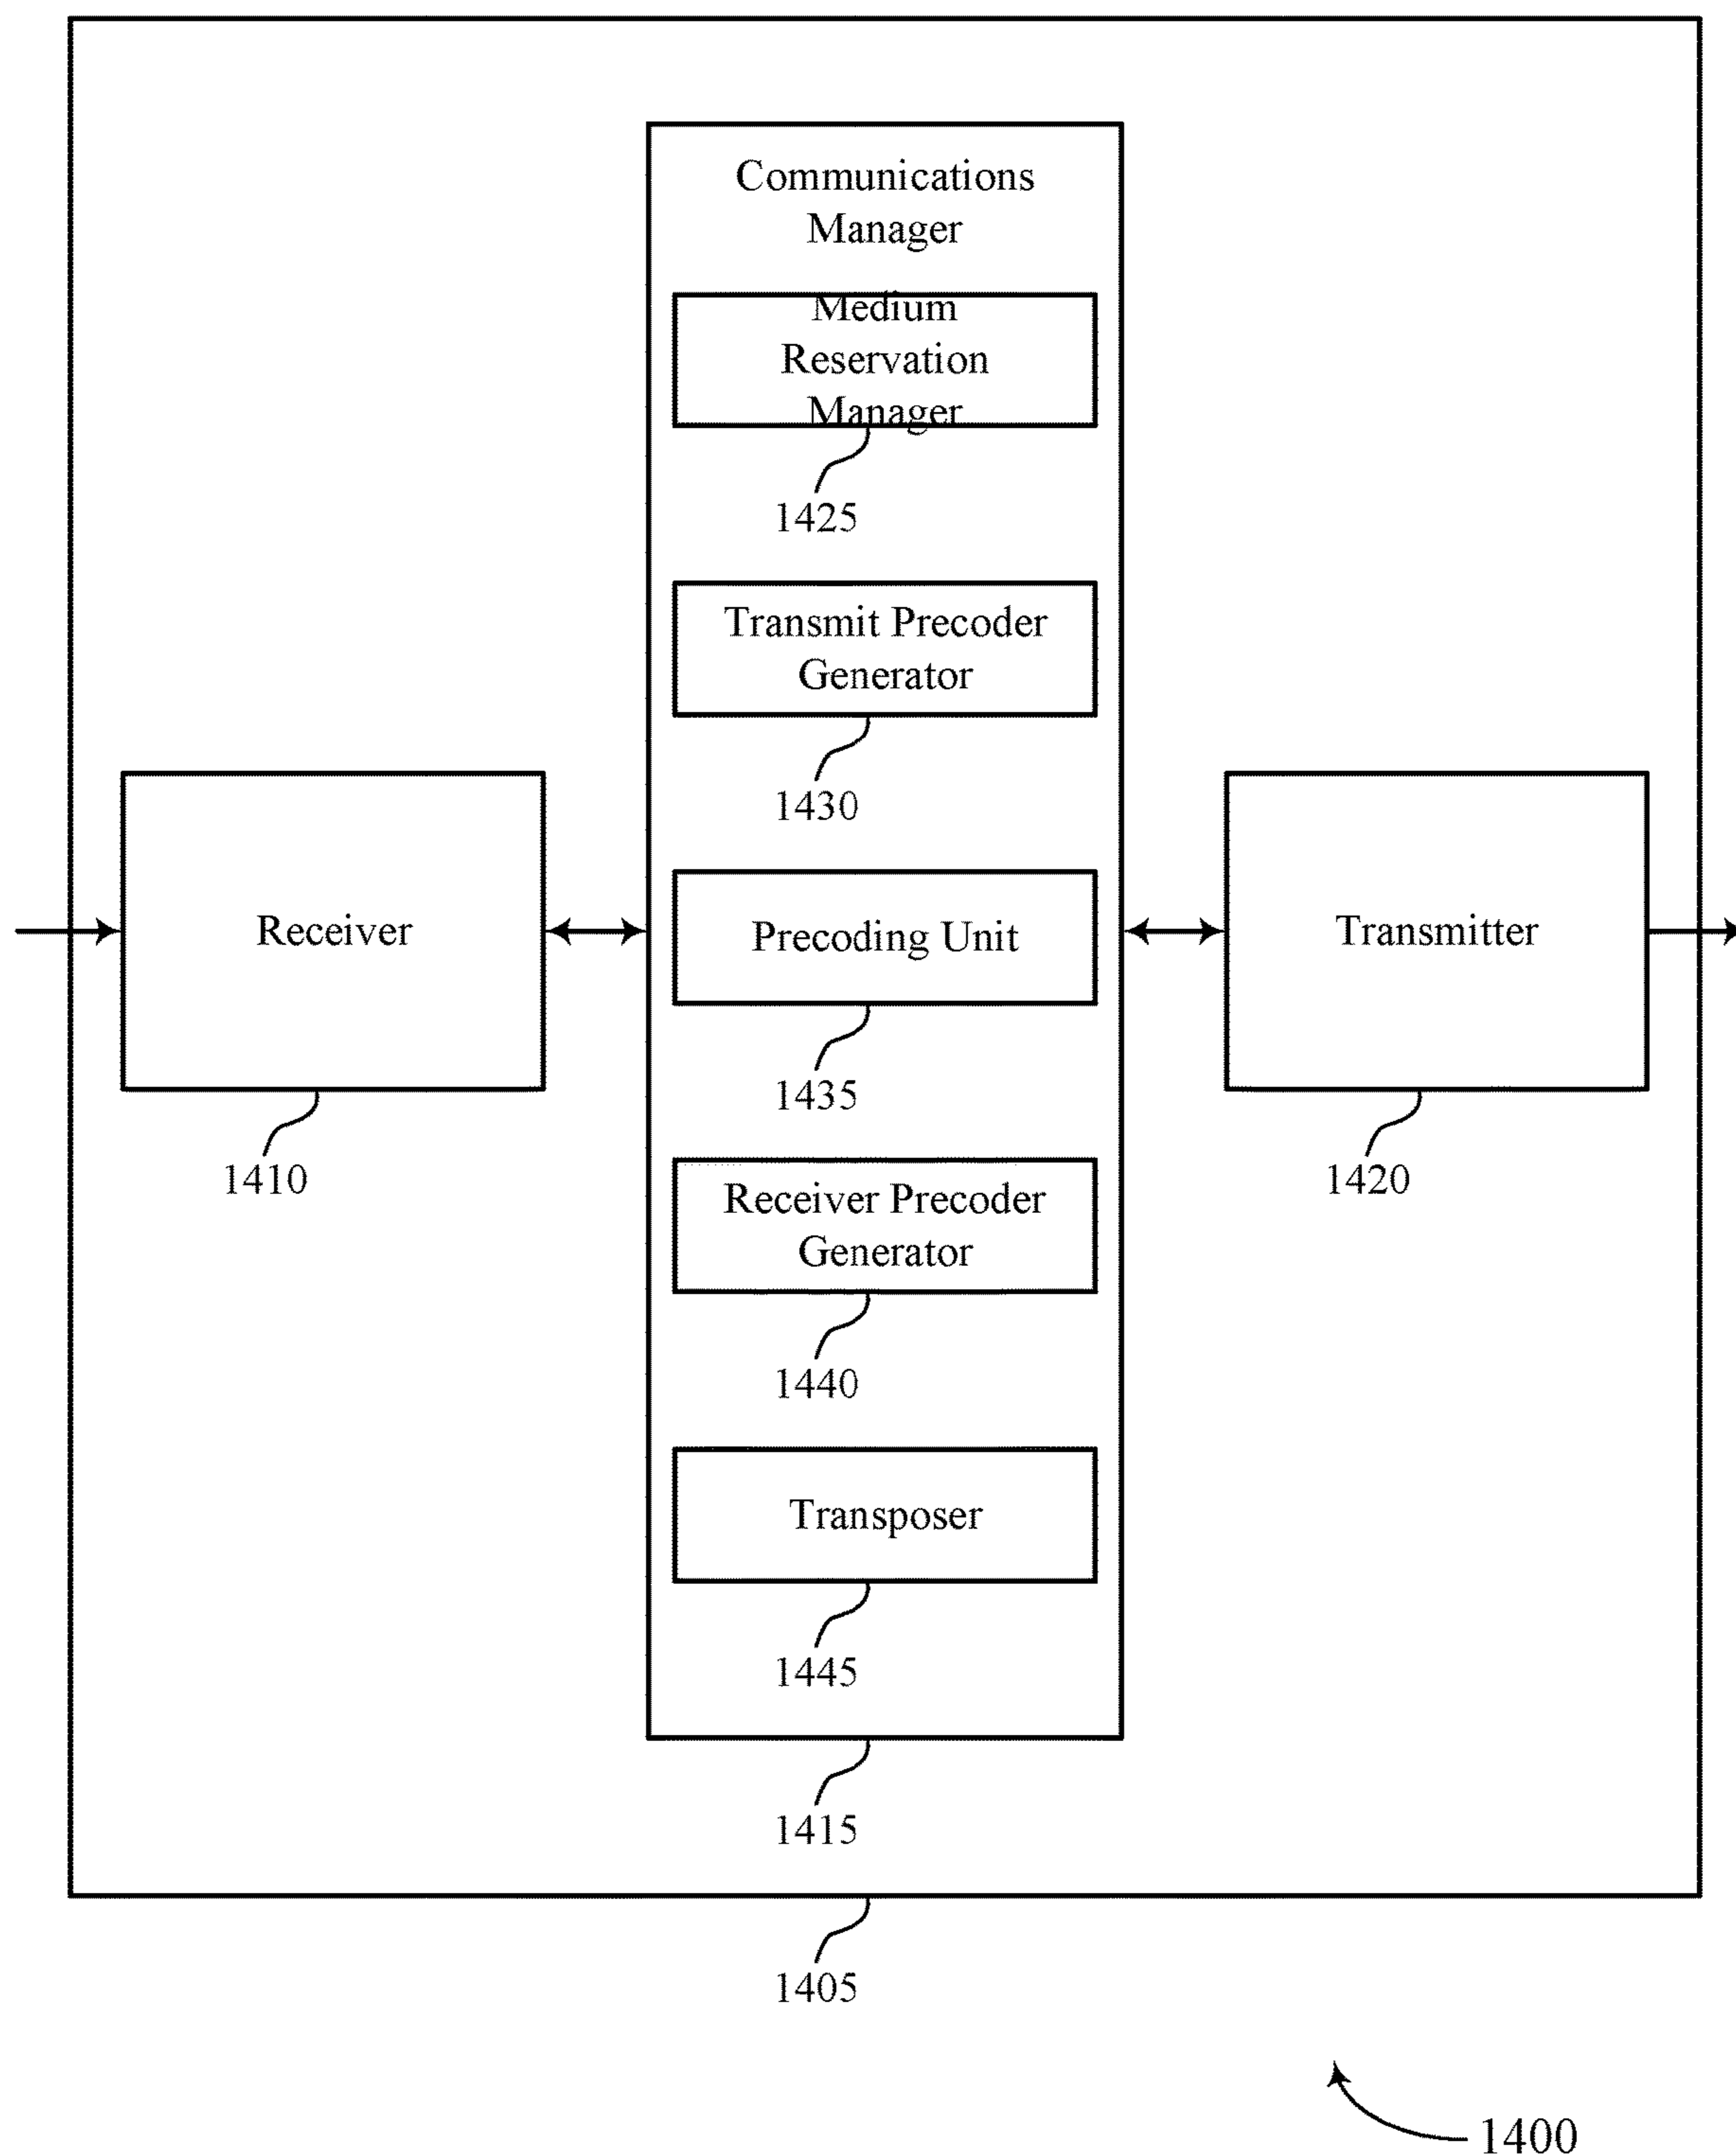 Communications
Manager
Medium
Reservation
Manager
1425
Transmit Precoder
Generator
1430
Receiver
Precoding Unit
Transmitter
1435
1410
1420
Receiver Precoder
Generator
1440
Transposer
1445
1415
1405
1400